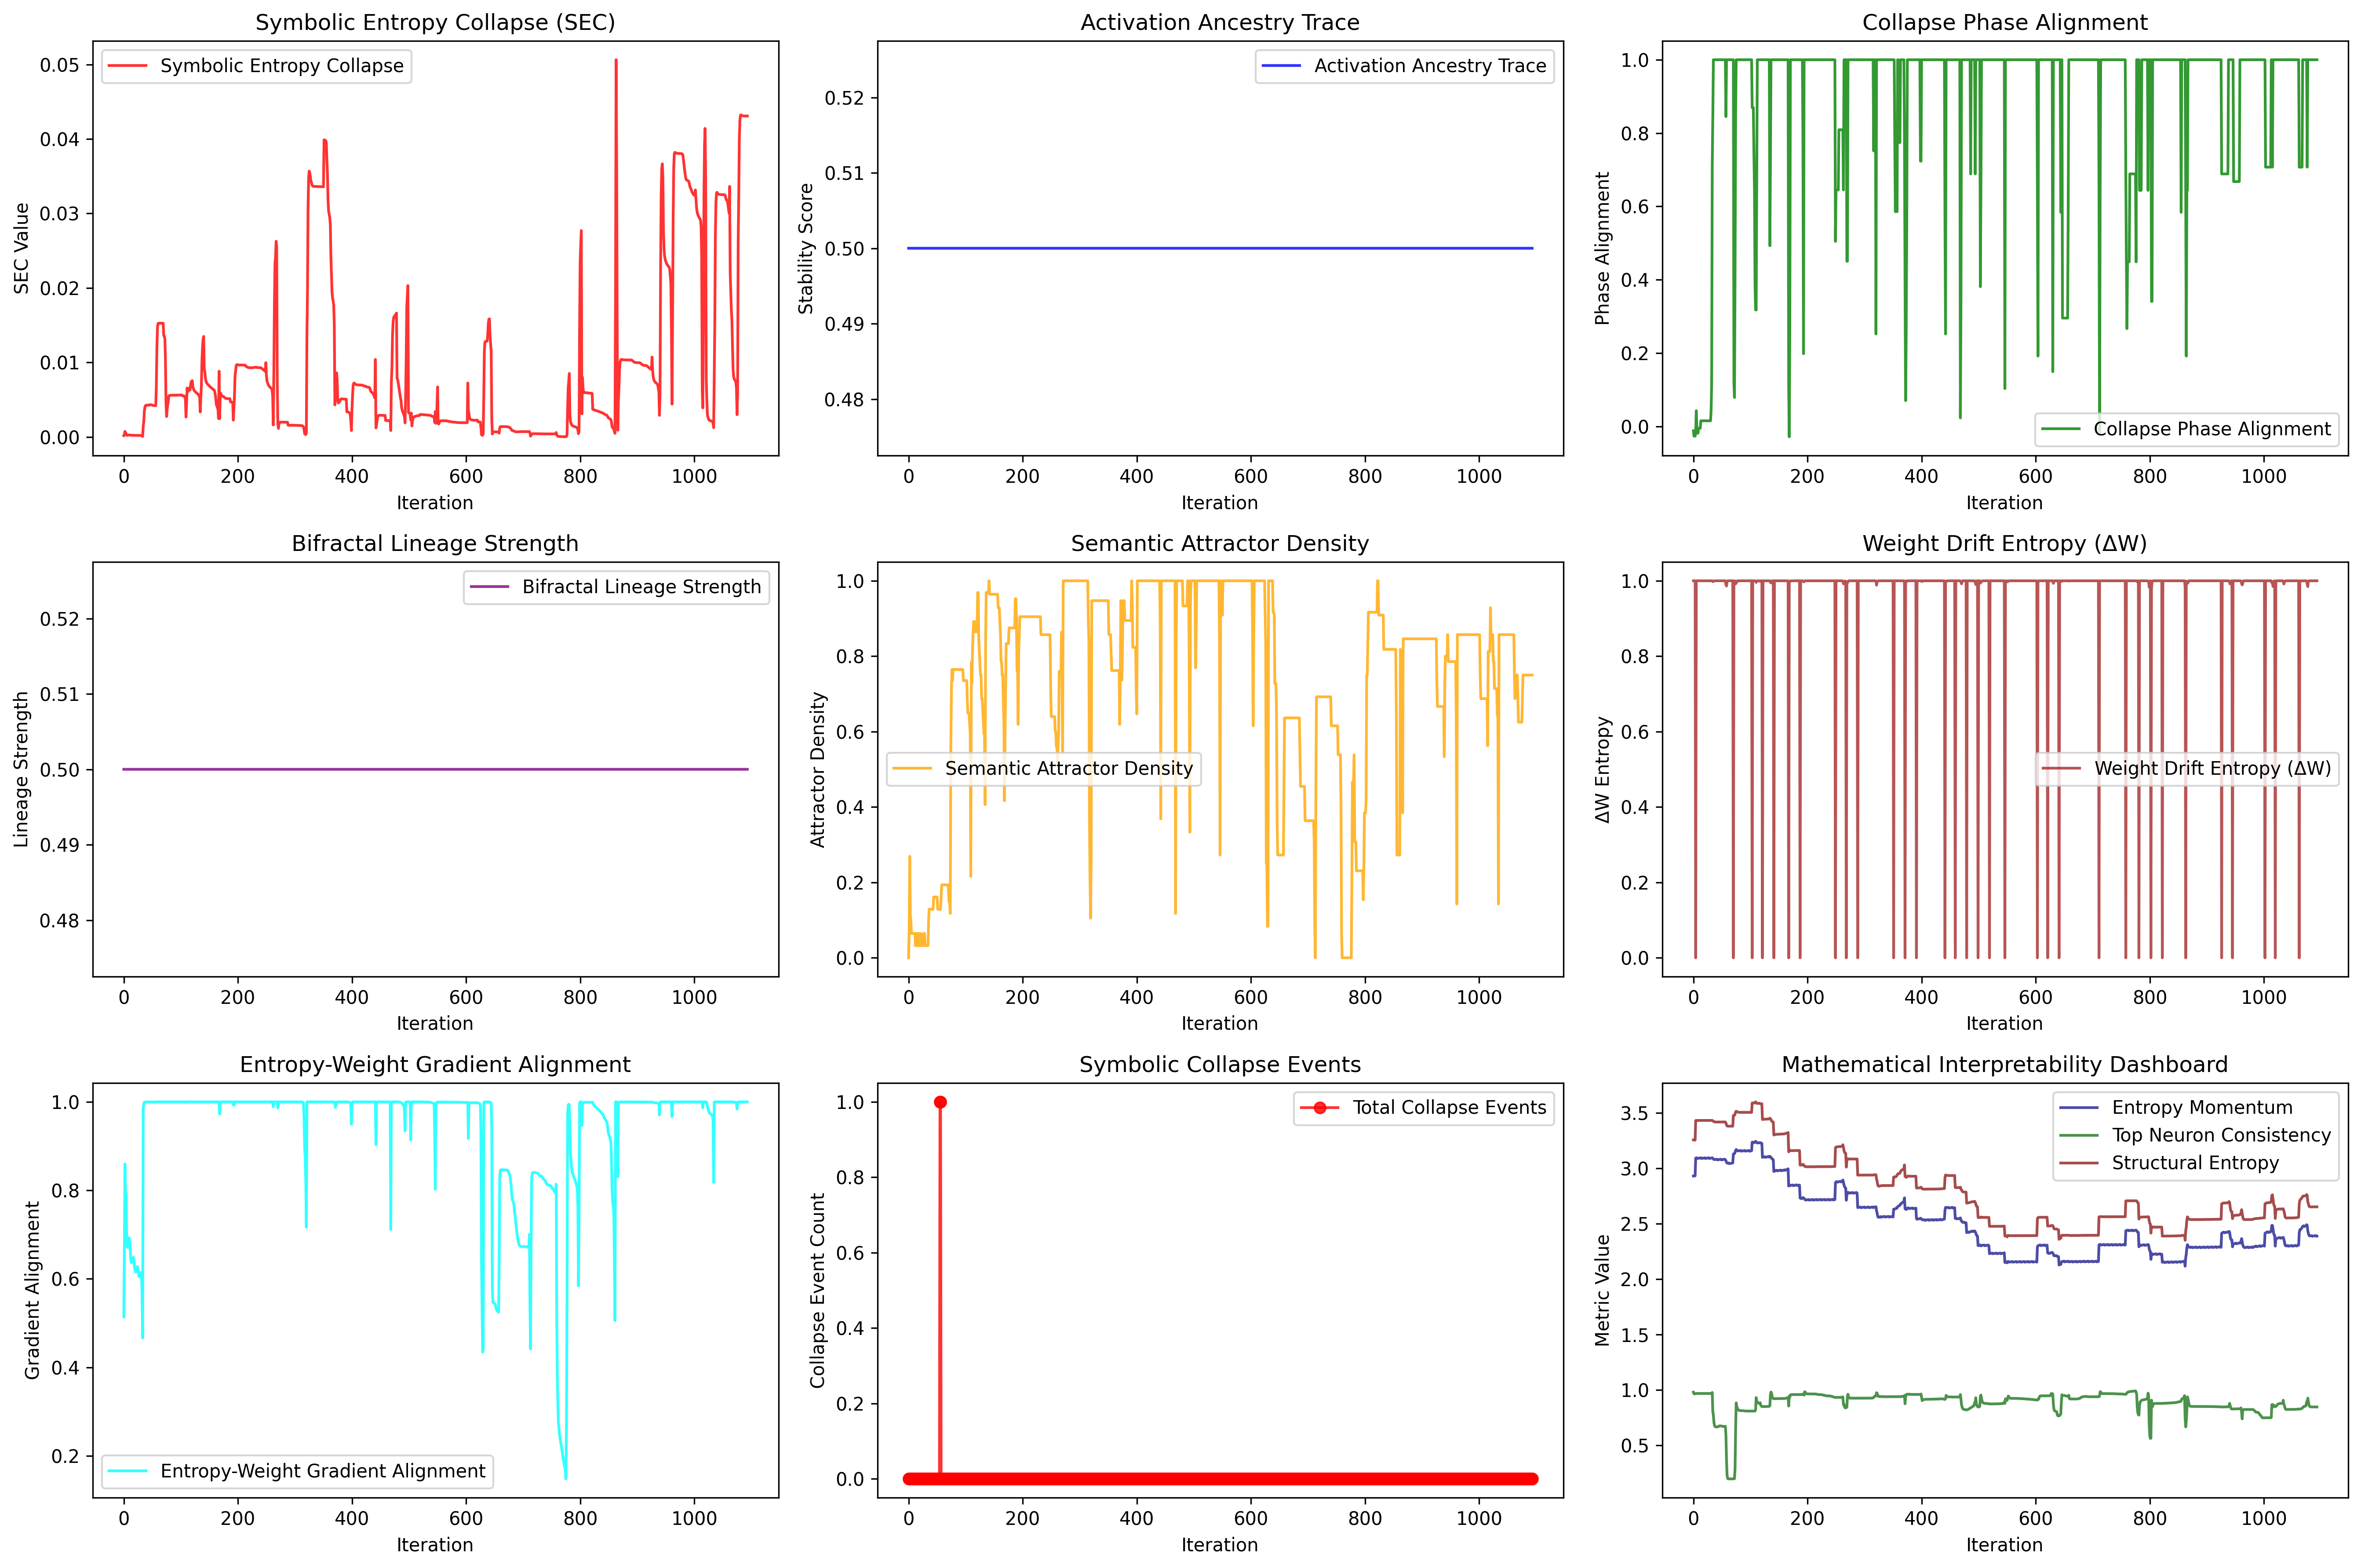 Symbolic Entropy Collapse (SEC)
Symbolic Entropy Collapse
SEC Value
0.05
0.04
0.03
0.02
0.01
0.00
0 200 400 600 800 1000
Iteration
Activation Ancestry Trace
Activation Ancestry Trace
Stability Score
0.52
0.51
0.50
0.49
0.48
0 200 400 600 800 1000
Iteration
Collapse Phase Alignment
Collapse Phase Alignment
Phase Alignment
1.0
0.8
0.6
0.4
0.2
0.0
0 200 400 600 800 1000
Iteration
Bifractal Lineage Strength
Bifractal Lineage Strength
Lineage Strength
0.52
0.51
0.50
0.49
0.48
0 200 400 600 800 1000
Iteration
Semantic Attractor Density
Semantic Attractor Density
Attractor Density
1.0
0.8
0.6
0.4
0.2
0.0
0 200 400 600 800 1000
Iteration
Weight Drift Entropy (ΔW)
Weight Drift Entropy (ΔW)
ΔW Entropy
1.0
0.8
0.6
0.4
0.2
0.0
0 200 400 600 800 1000
Iteration
Entropy-Weight Gradient Alignment
Entropy-Weight Gradient Alignment
Gradient Alignment
1.0
0.8
0.6
0.4
0.2
0 200 400 600 800 1000
Iteration
Symbolic Collapse Events
Total Collapse Events
Collapse Event Count
1.0
0.8
0.6
0.4
0.2
0.0
0 200 400 600 800 1000
Iteration
Mathematical Interpretability Dashboard
Entropy Momentum
Top Neuron Consistency
Structural Entropy
Metric Value
3.5
3.0
2.5
2.0
1.5
1.0
0.5
0 200 400 600 800 1000
Iteration